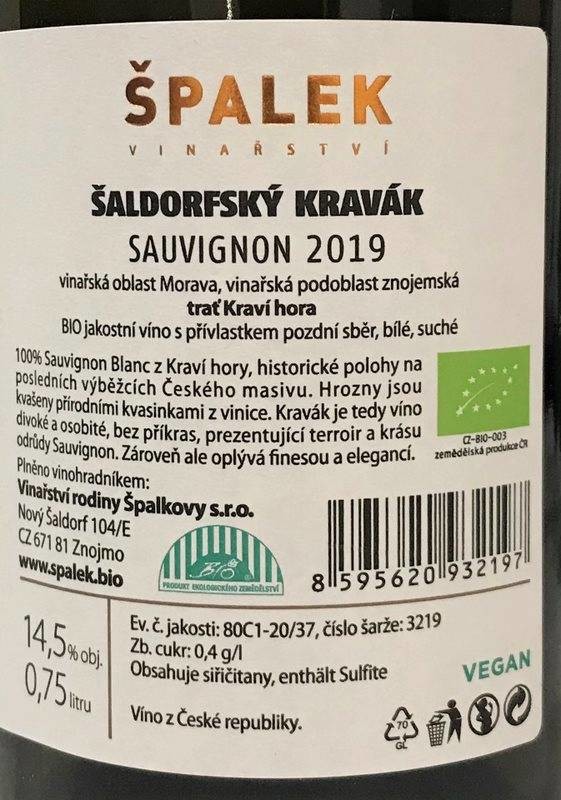 ŠPALEK
VINAŘSTVÍ
ŠALDORFSKÝ KRAVÁK
SAUVIGNON 2019
vinařská oblast Morava, vinařská podoblast znojemská
trať Kraví hora
BIO jakostní víno s přívlastkem pozdní sběr, bílé, suché
100% Sauvignon Blanc z Kraví hory, historické polohy na
posledních výběžcích Českého masivu. Hrozny jsou
kvašeny přírodními kvasinkami z vinice. Kravák je tedy víno
divoké a osobité, bez příkras, prezentující terroir a krásu
odrůdy Sauvignon. Zároveň ale oplývá finesou a elegancí.
CZ-BIO-003
zemědělská produkce ČR
Plněno vinohradníkem:
Vinařství rodiny Špalkovy s.r.o.
Nový Šaldorf 104/E
CZ 671 81 Znojmo
www.spalek.bio
BIO
PRODUKT EKOLOGICKÉHO ZEMĚDĚLSTVÍ
8 595620 932197
14,5% obj.
0,75 litru
Ev. č. jakosti: 80C1-20/37, číslo šarže: 3219
Zb. cukr: 0,4 g/l
Obsahuje siřičitany, enthält Sulfite
Víno z České republiky.
VEGAN
70
GL